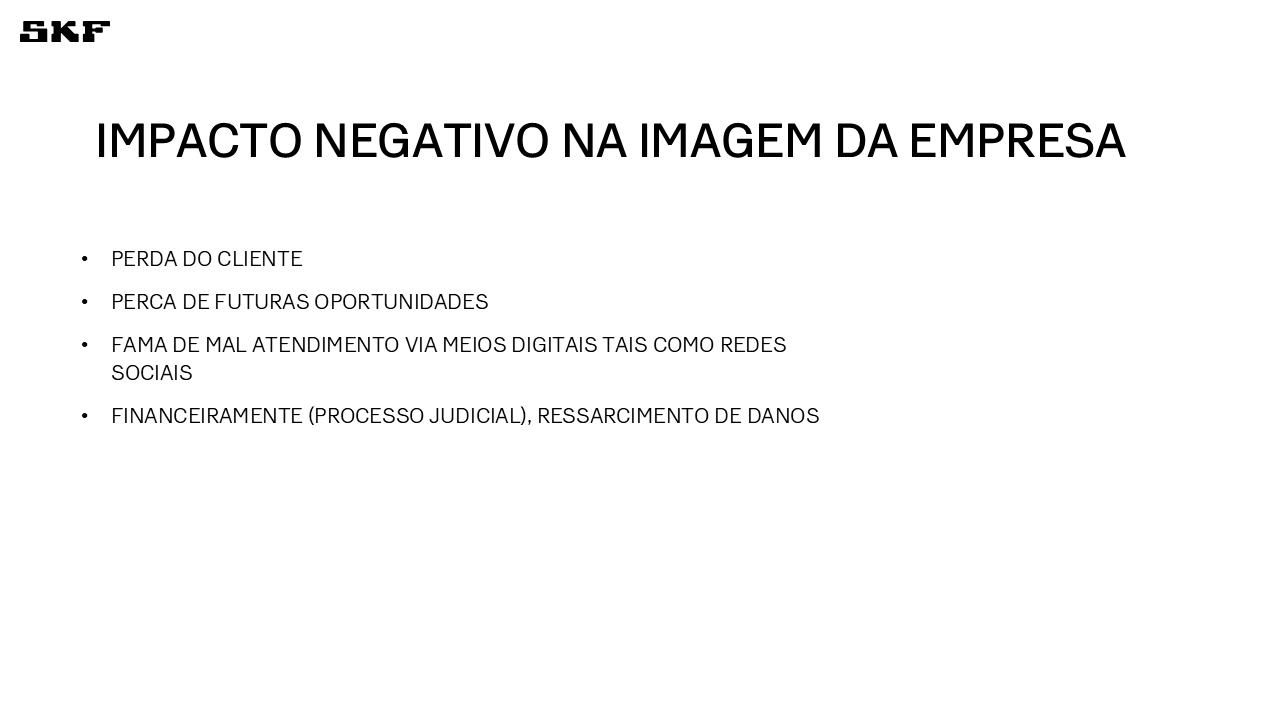 SKF
IMPACTO NEGATIVO NA IMAGEM DA EMPRESA
• PERDA DO CLIENTE
• PERCA DE FUTURAS OPORTUNIDADES
• FAMA DE MAL ATENDIMENTO VIA MEIOS DIGITAIS TAIS COMO REDES
SOCIAIS
• FINANCEIRAMENTE (PROCESSO JUDICIAL), RESSARCIMENTO DE DANOS